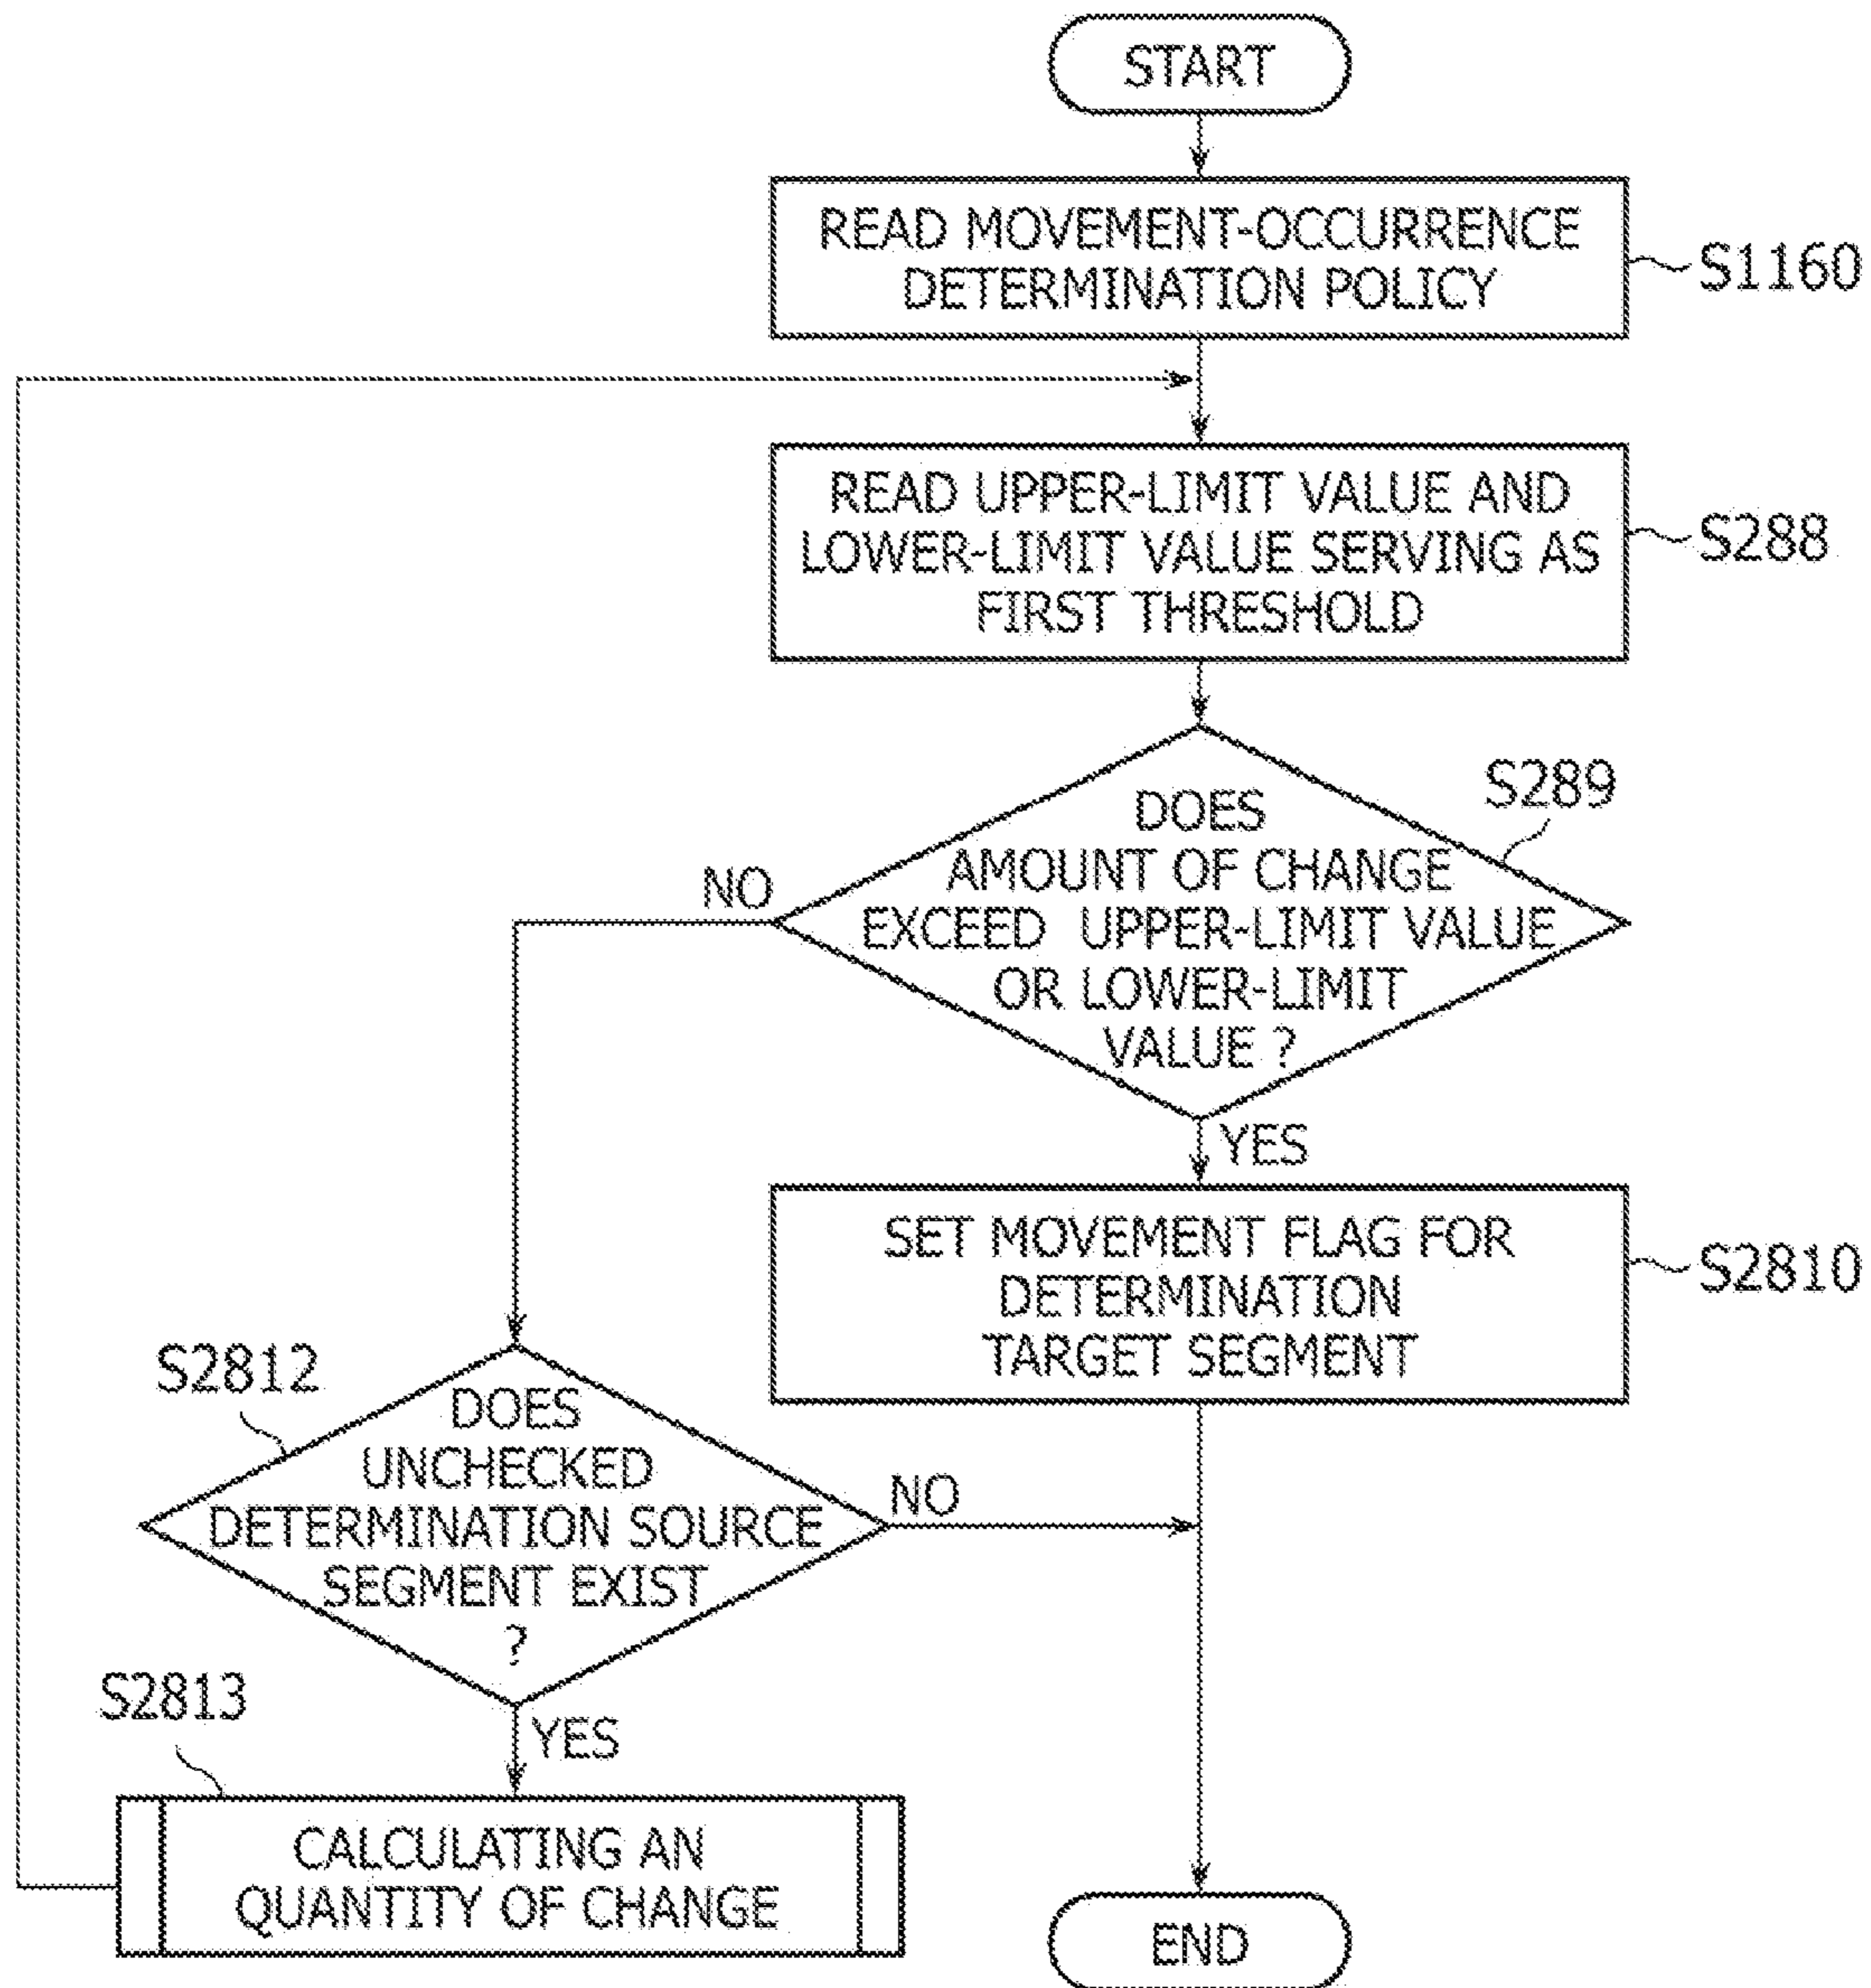 START
READ MOVEMENT-OCCURRENCE
DETERMINATION POLICY
S1160
READ UPPER-LIMIT VALUE AND
LOWER-LIMIT VALUE SERVING AS
FIRST THRESHOLD
S288
DOES
AMOUNT OF CHANGE
EXCEED UPPER-LIMIT VALUE
OR LOWER-LIMIT
VALUE ?
S289
NO
YES
SET MOVEMENT FLAG FOR
DETERMINATION
TARGET SEGMENT
S2810
S2812
DOES
UNCHECKED
DETERMINATION SOURCE
SEGMENT EXIST
?
NO
YES
S2813
CALCULATING AN
QUANTITY OF CHANGE
END